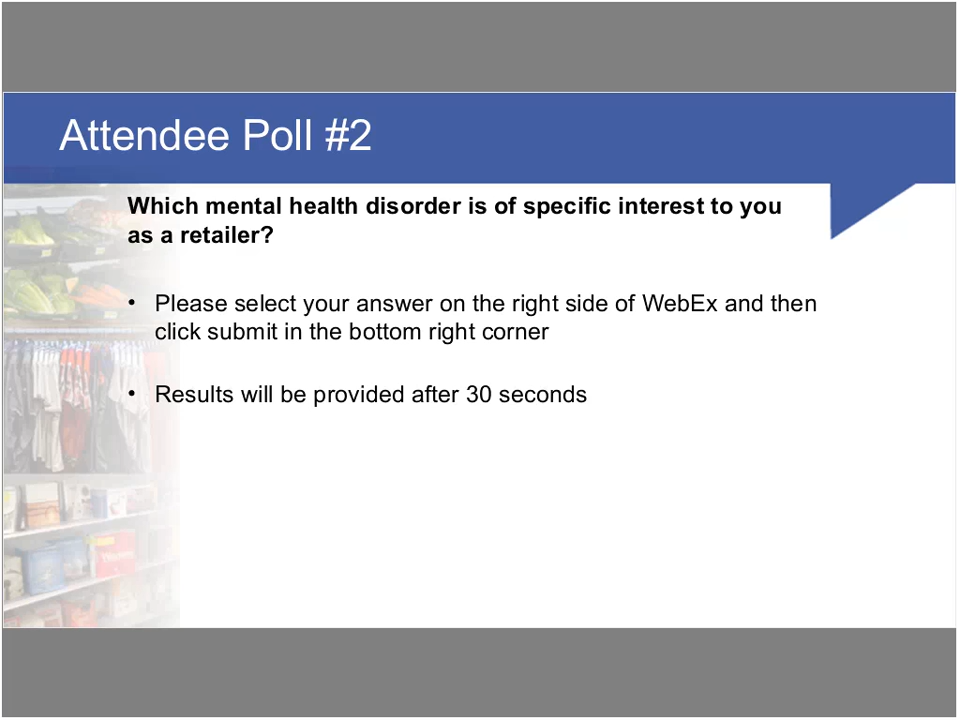 Attendee Poll #2
Which mental health disorder is of specific interest to you
as a retailer?
• Please select your answer on the right side of WebEx and then
click submit in the bottom right corner
• Results will be provided after 30 seconds